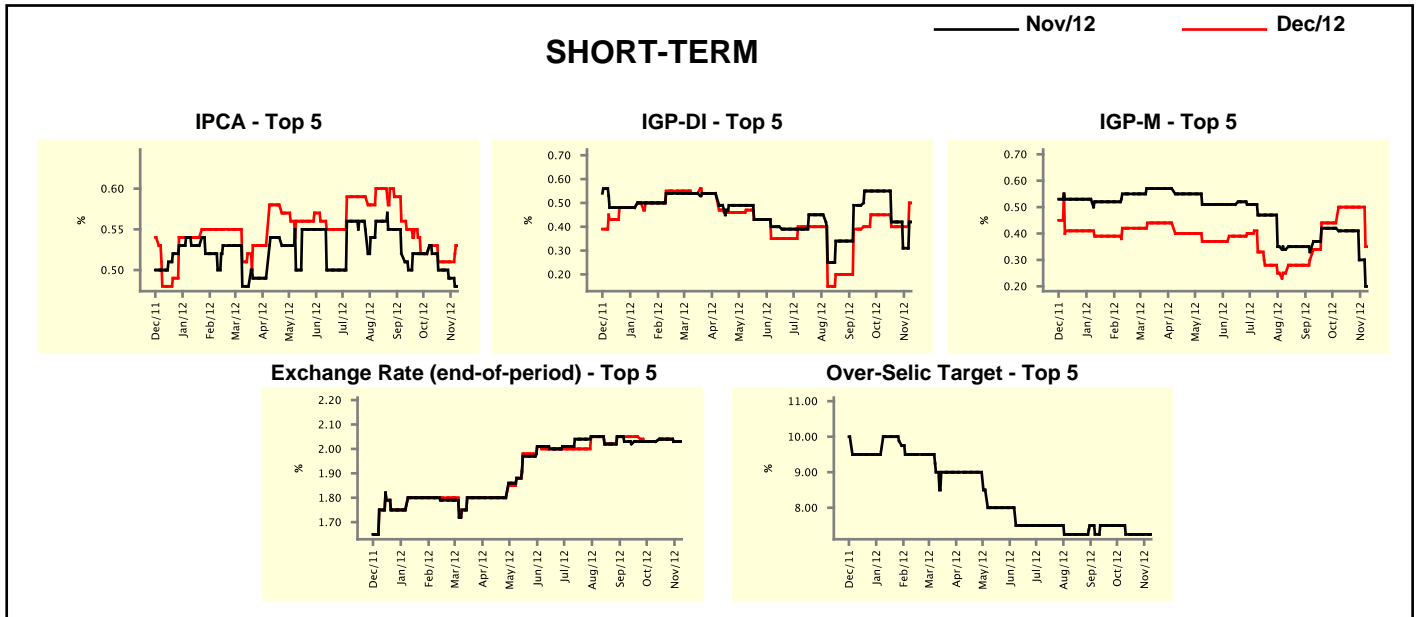 Nov/12 Dec/12
SHORT-TERM
IPCA - Top 5
%
0.60
0.55
0.50
Dec/11 Jan/12 Feb/12 Mar/12 Apr/12 May/12 Jun/12 Jul/12 Aug/12 Sep/12 Oct/12 Nov/12
IGP-DI - Top 5
%
0.70
0.60
0.50
0.40
0.30
0.20
Dec/11 Jan/12 Feb/12 Mar/12 Apr/12 May/12 Jun/12 Jul/12 Aug/12 Sep/12 Oct/12 Nov/12
IGP-M - Top 5
%
0.70
0.60
0.50
0.40
0.30
0.20
Dec/11 Jan/12 Feb/12 Mar/12 Apr/12 May/12 Jun/12 Jul/12 Aug/12 Sep/12 Oct/12 Nov/12
Exchange Rate (end-of-period) - Top 5
%
2.20
2.10
2.00
1.90
1.80
1.70
Dec/11 Jan/12 Feb/12 Mar/12 Apr/12 May/12 Jun/12 Jul/12 Aug/12 Sep/12 Oct/12 Nov/12
Over-Selic Target - Top 5
%
11.00
10.00
9.00
8.00
Dec/11 Jan/12 Feb/12 Mar/12 Apr/12 May/12 Jun/12 Jul/12 Aug/12 Sep/12 Oct/12 Nov/12